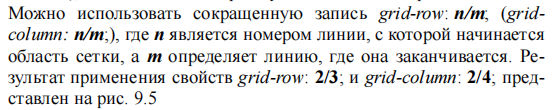 Можно использовать сокращенную запись grid-row: n/m; (grid-
column: n/m;), где n является номером линии, с которой начинается
область сетки, а m определяет линию, где она заканчивается. Ре-
зультат применения свойств grid-row: 2/3; и grid-column: 2/4; пред-
ставлен на рис. 9.5